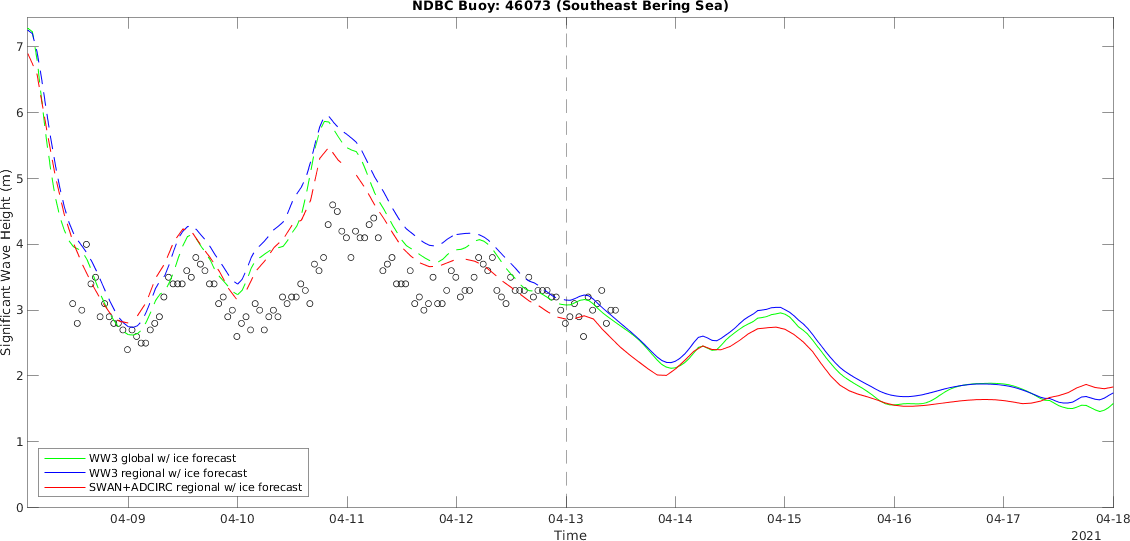 NDBC Buoy: 46073 (Southeast Bering Sea)
Significant Wave Height (m)
7
6
5
4
3
2
1
0
WW3 global w/ ice forecast
WW3 regional w/ ice forecast
SWAN+ADCIRC regional w/ ice forecast
04-09 04-10 04-11 04-12 04-13 04-14 04-15 04-16 04-17 04-18
Time
2021